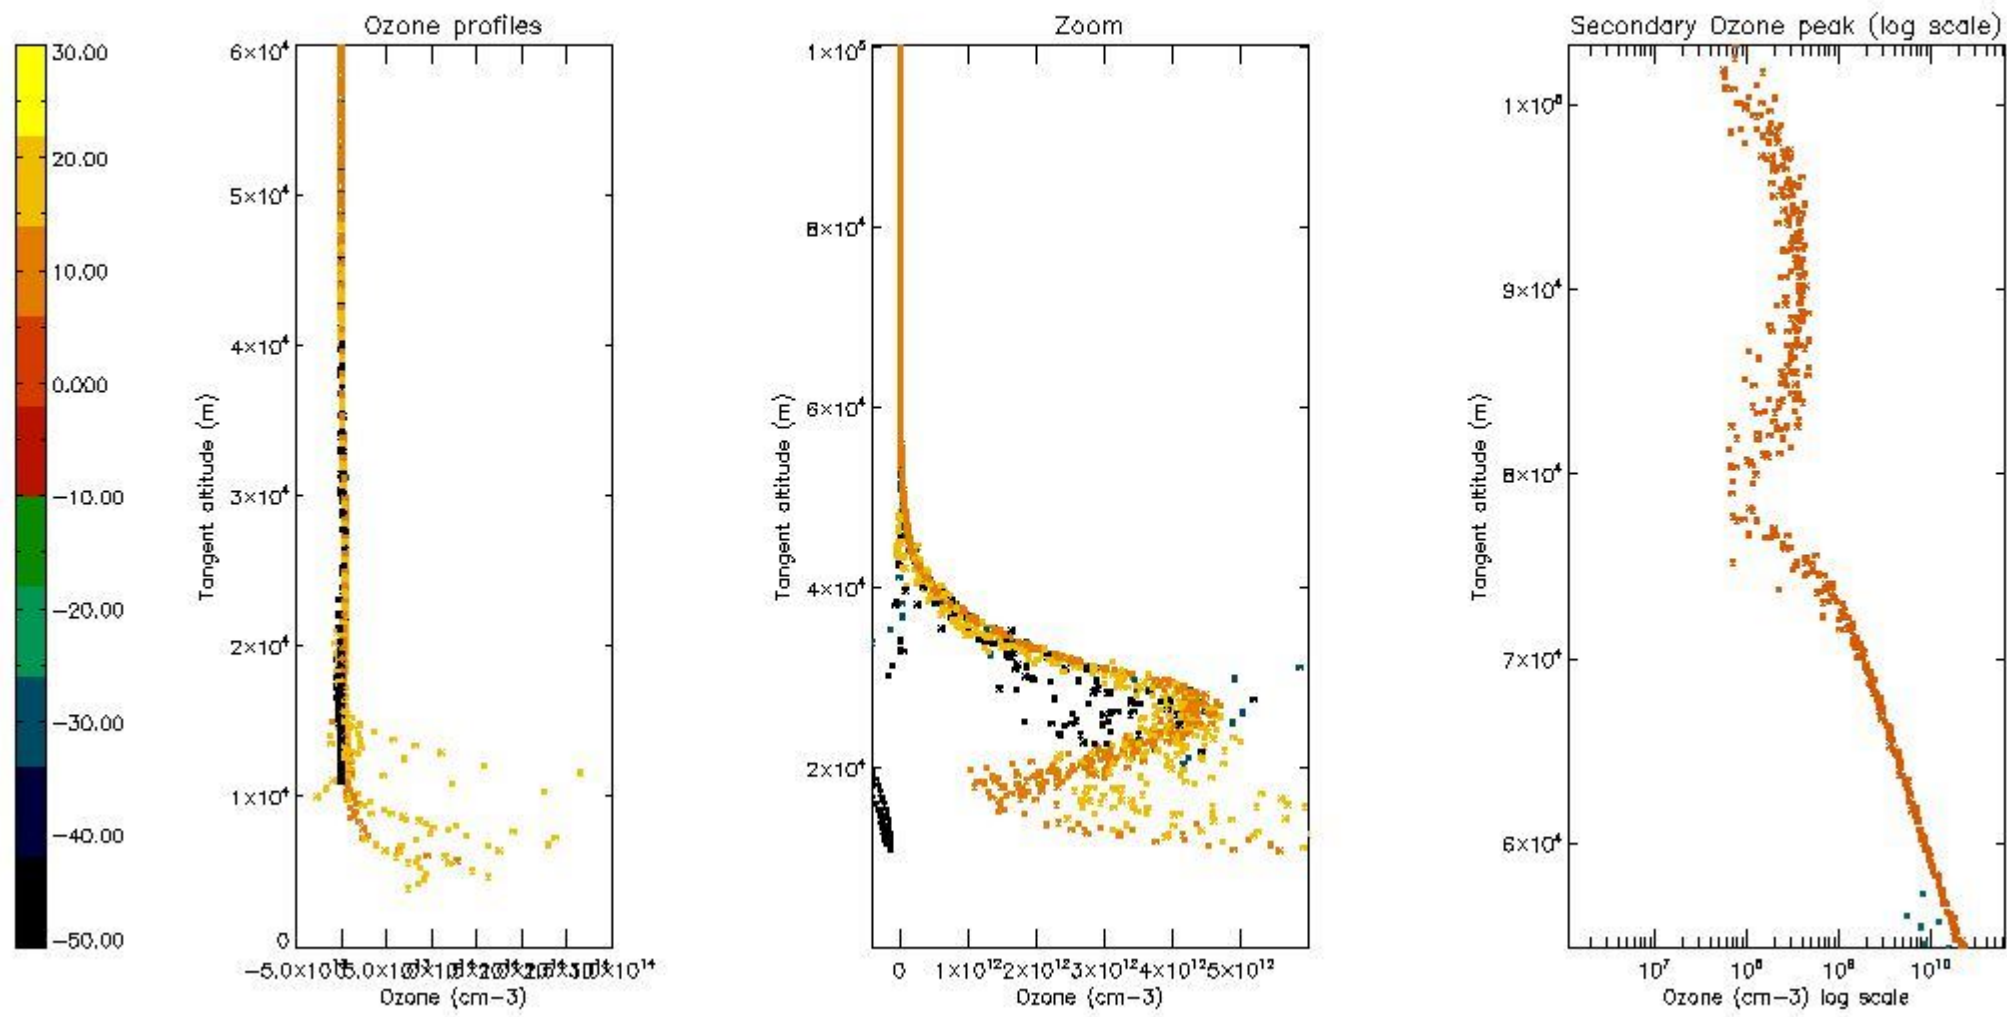 Ozone profiles
Zoom
Secondary Ozone peak (log scale)
30.00
20.00
10.00
0.000
−10.00
−20.00
−30.00
−40.00
−50.00
6×10⁴
5×10⁴
4×10⁴
3×10⁴
2×10⁴
1×10⁴
0
Tangent altitude (m)
Ozone (cm−3)
1×10⁵
8×10⁴
6×10⁴
4×10⁴
2×10⁴
Tangent altitude (m)
0 1×10¹² 2×10¹² 3×10¹² 4×10¹² 5×10¹²
Ozone (cm−3)
9×10⁴
8×10⁴
7×10⁴
6×10⁴
Tangent altitude (m)
10⁷ 10⁸ 10⁹ 10¹⁰
Ozone (cm−3) log scale